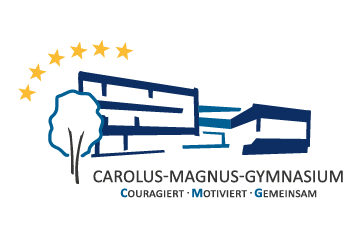 CAROLUS-MAGNUS-GYMNASIUM
COURAGIERT · MOTIVIERT · GEMEINSAM